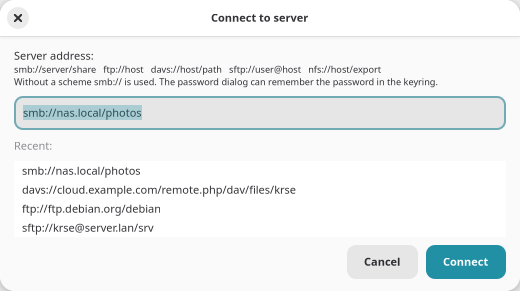 Connect to server
Server address:
smb://server/share ftp://host davs://host/path sftp://user@host nfs://host/export
Without a scheme smb:// is used. The password dialog can remember the password in the keyring.
smb://nas.local/photos
Recent:
smb://nas.local/photos
davs://cloud.example.com/remote.php/dav/files/krse
ftp://ftp.debian.org/debian
sftp://krse@server.lan/srv
Cancel Connect